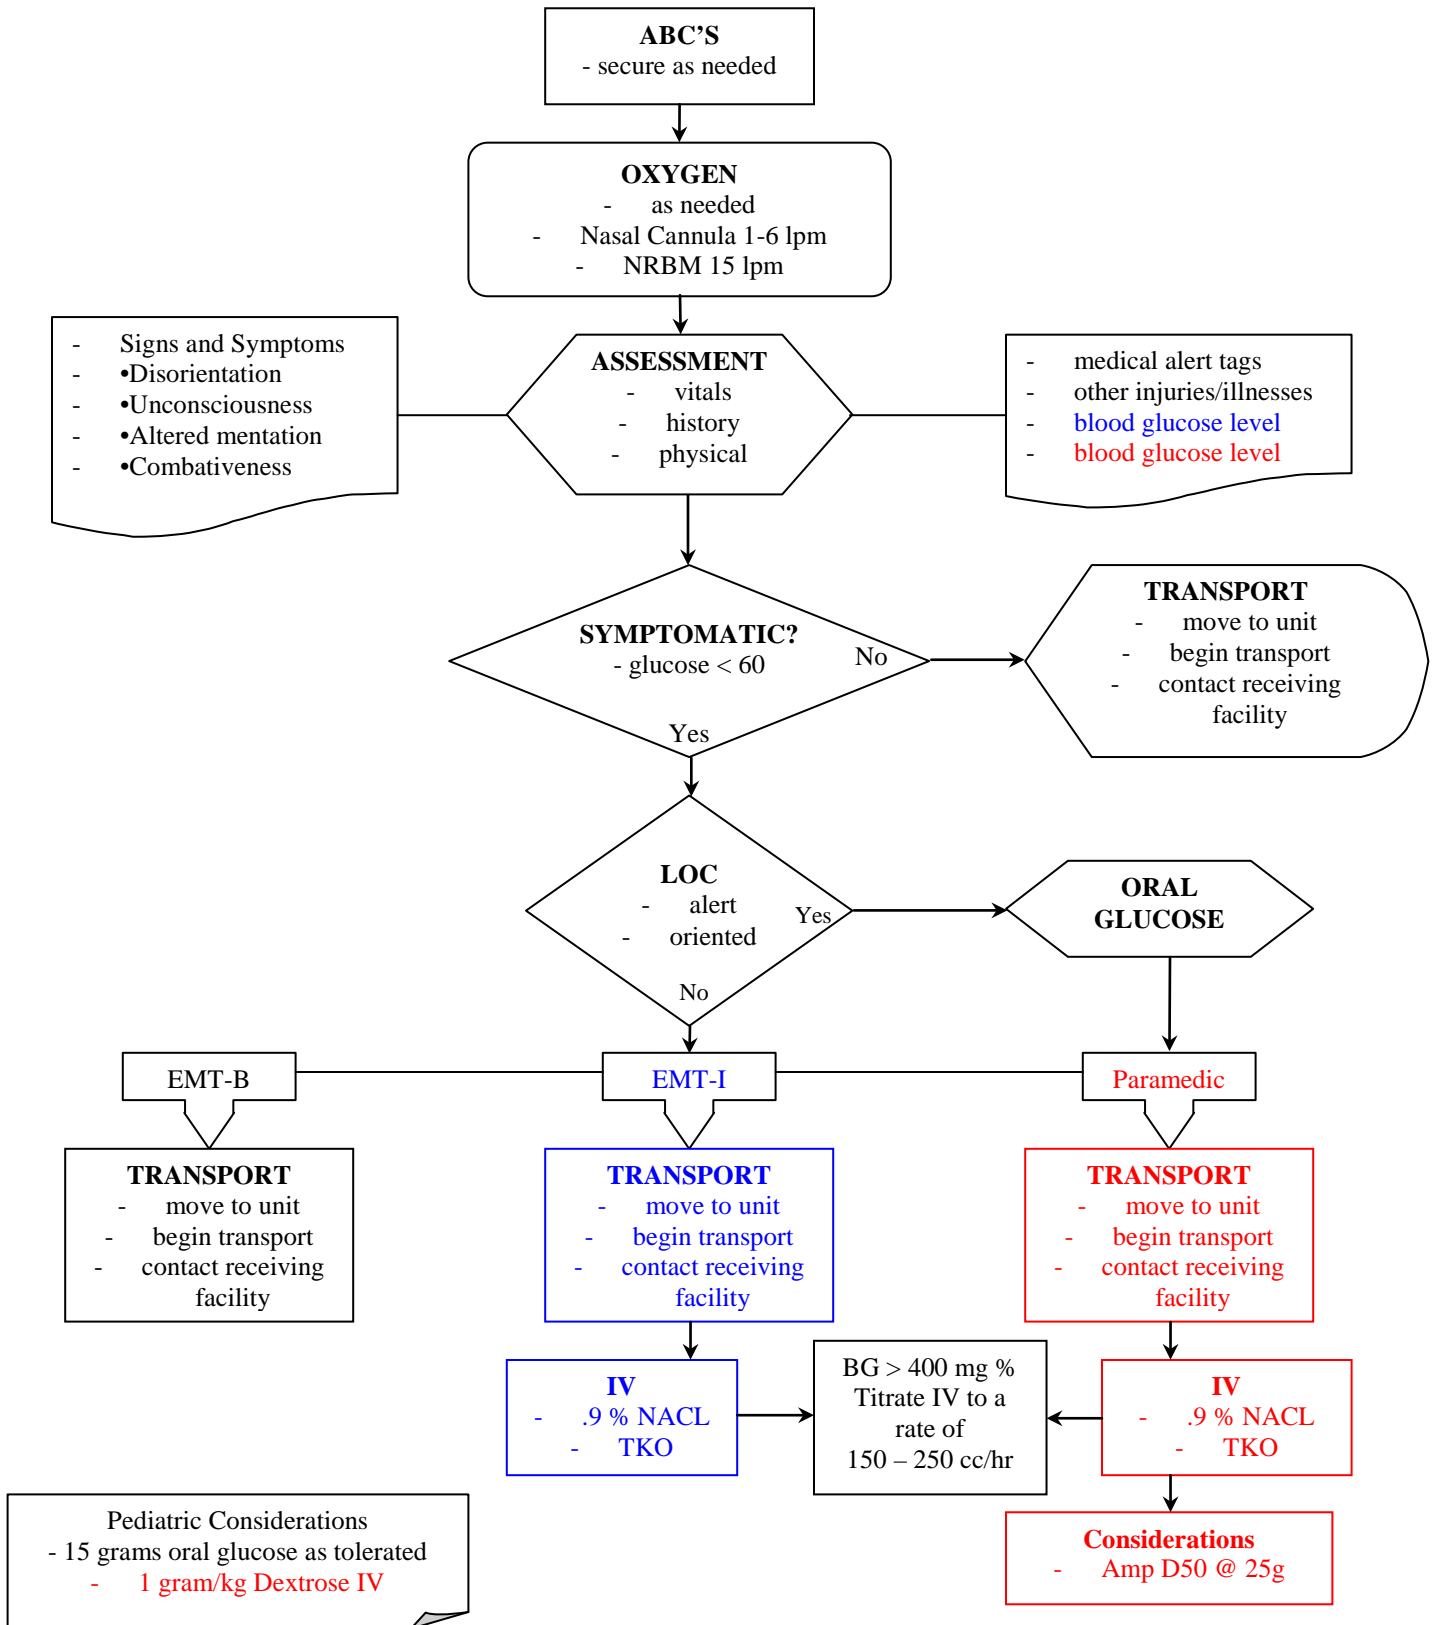 ABC’S
- secure as needed
OXYGEN
- as needed
- Nasal Cannula 1-6 lpm
- NRBM 15 lpm
- Signs and Symptoms
- •Disorientation
- •Unconsciousness
- •Altered mentation
- •Combativeness
ASSESSMENT
- vitals
- history
- physical
- medical alert tags
- other injuries/illnesses
- blood glucose level
- blood glucose level
SYMPTOMATIC?
- glucose < 60
No
Yes
TRANSPORT
- move to unit
- begin transport
- contact receiving
facility
LOC
- alert
- oriented
Yes
No
ORAL
GLUCOSE
EMT-B
EMT-I
Paramedic
TRANSPORT
- move to unit
- begin transport
- contact receiving
facility
TRANSPORT
- move to unit
- begin transport
- contact receiving
facility
TRANSPORT
- move to unit
- begin transport
- contact receiving
facility
IV
- .9 % NACL
- TKO
BG > 400 mg %
Titrate IV to a
rate of
150 – 250 cc/hr
IV
- .9 % NACL
- TKO
Pediatric Considerations
- 15 grams oral glucose as tolerated
- 1 gram/kg Dextrose IV
Considerations
- Amp D50 @ 25g